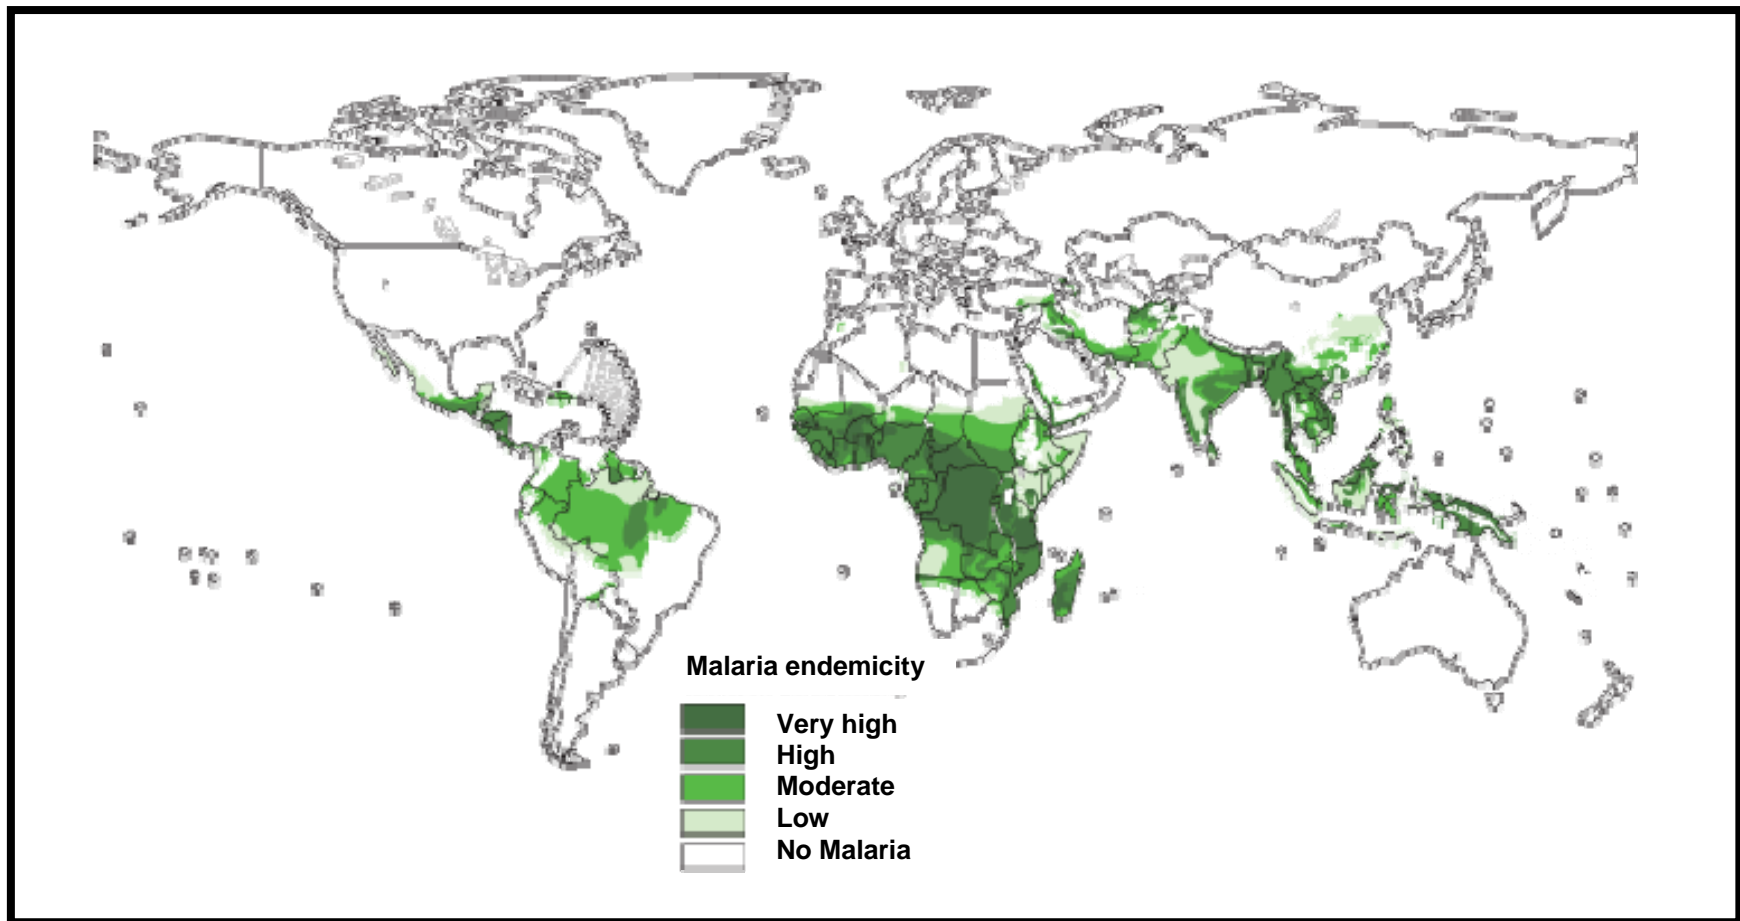 Malaria endemicity
Very high
High
Moderate
Low
No Malaria